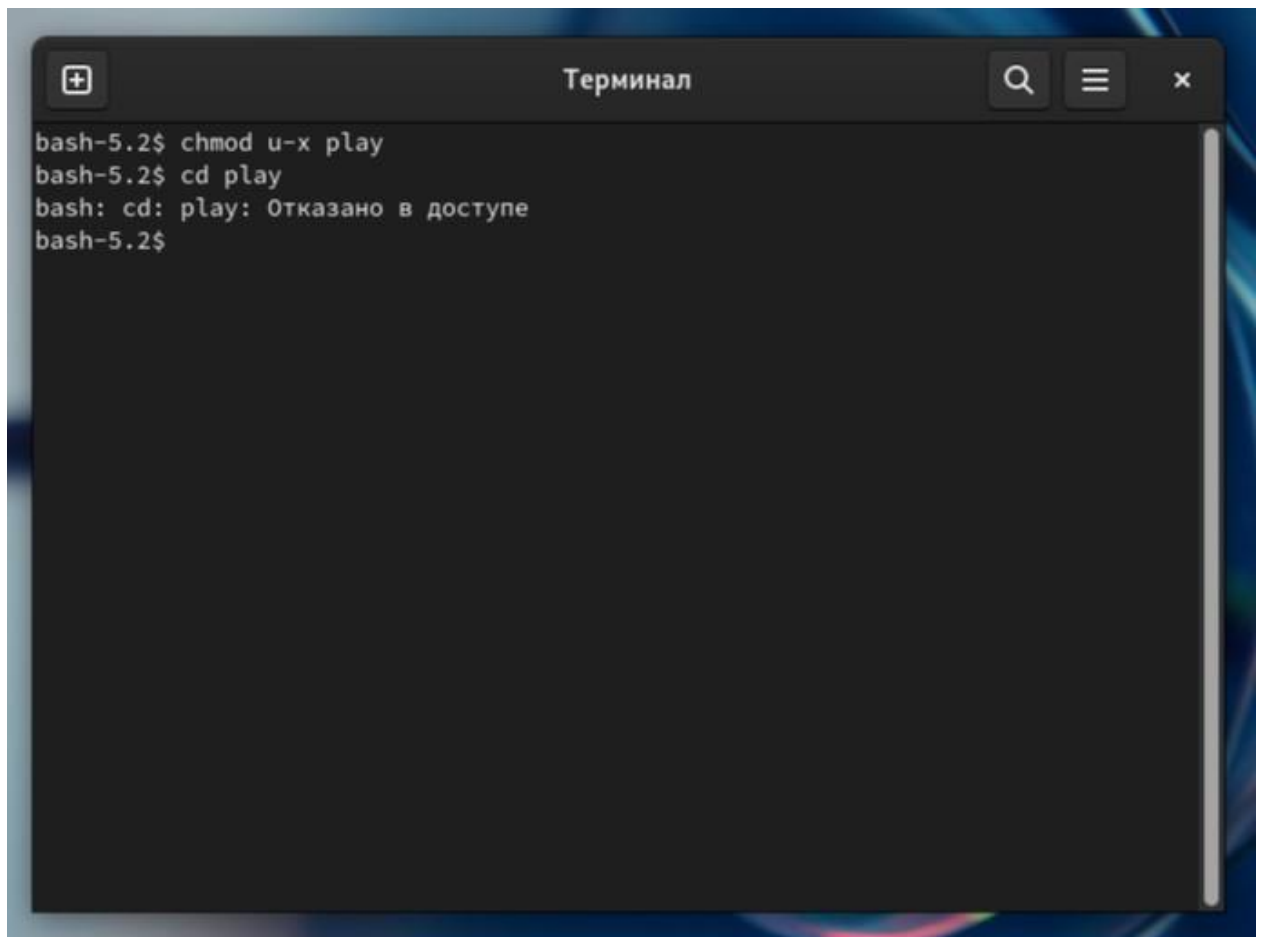 Терминал
bash-5.2$ chmod u-x play
bash-5.2$ cd play
bash: cd: play: Отказано в доступе
bash-5.2$